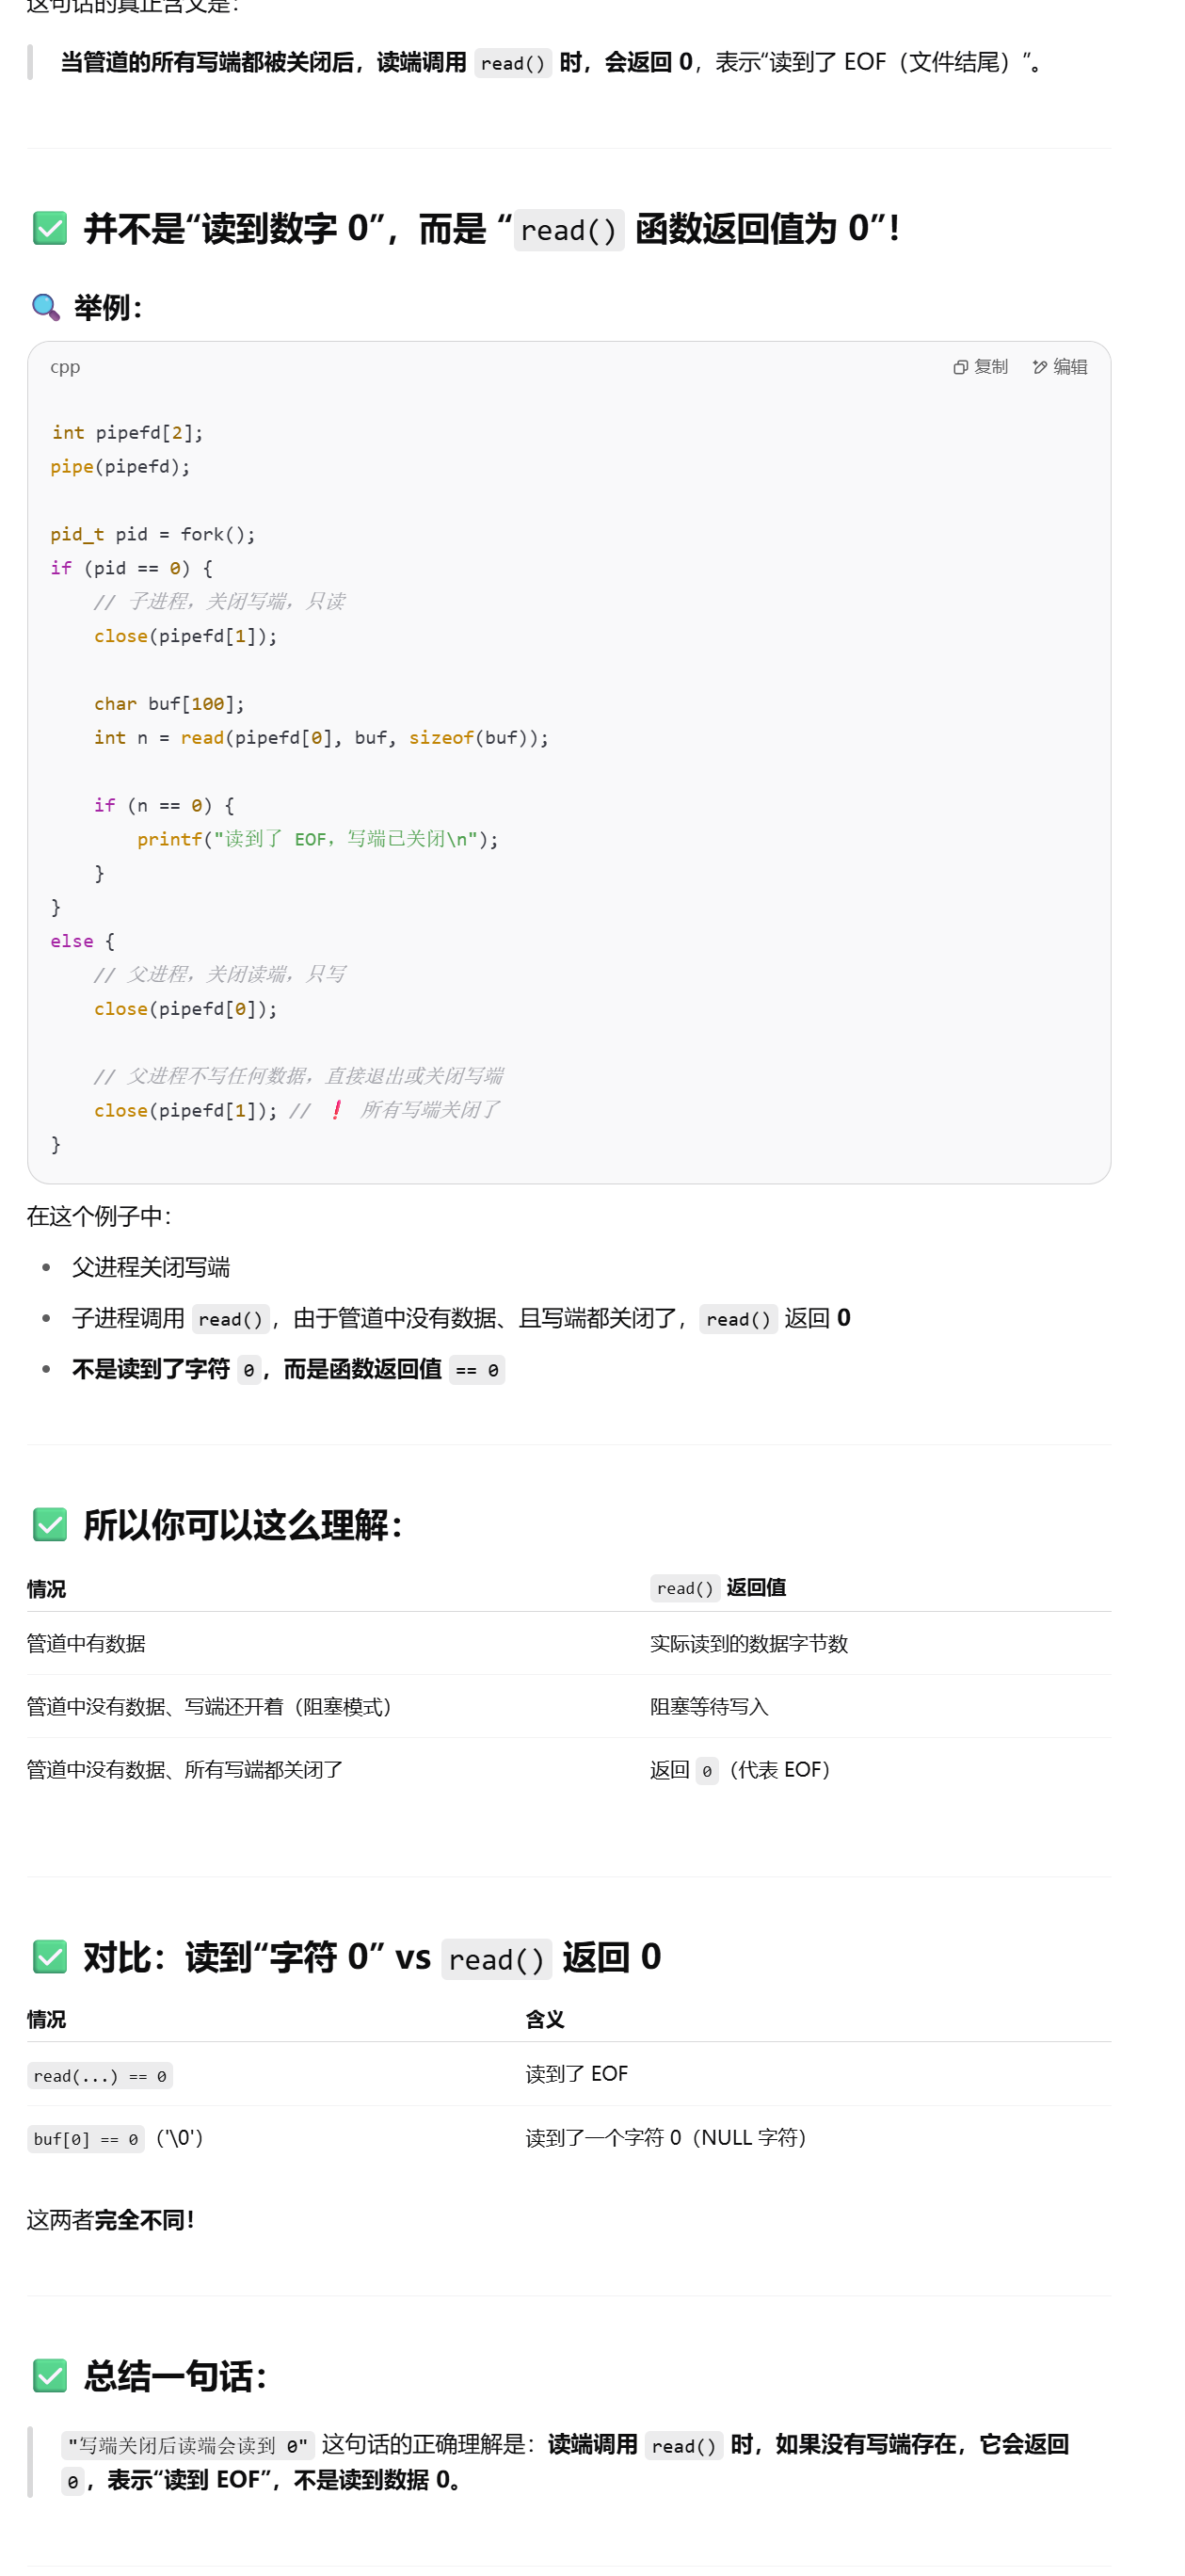 这句话的真正含义是：
当管道的所有写端都被关闭后，读端调用 read() 时，会返回 0，表示“读到了 EOF（文件结尾）”。
并不是“读到数字 0”，而是 “read() 函数返回值为 0”！
举例：
cpp 复制 编辑
int pipefd[2];
pipe(pipefd);
pid_t pid = fork();
if (pid == 0) {
    // 子进程，关闭写端，只读
    close(pipefd[1]);
    char buf[100];
    int n = read(pipefd[0], buf, sizeof(buf));
    if (n == 0) {
        printf("读到了 EOF，写端已关闭\n");
    }
}
else {
    // 父进程，关闭读端，只写
    close(pipefd[0]);
    // 父进程不写任何数据，直接退出或关闭写端
    close(pipefd[1]); // ❗ 所有写端关闭了
}
在这个例子中：
父进程关闭写端
子进程调用 read()，由于管道中没有数据、且写端都关闭了，read() 返回 0
不是读到了字符 0，而是函数返回值 == 0
所以你可以这么理解：
情况 read() 返回值
管道中有数据 实际读到的数据字节数
管道中没有数据、写端还开着（阻塞模式） 阻塞等待写入
管道中没有数据、所有写端都关闭了 返回 0（代表 EOF）
对比：读到“字符 0” vs read() 返回 0
情况 含义
read(...) == 0 读到了 EOF
buf[0] == 0（'\0'） 读到了一个字符 0（NULL 字符）
这两者完全不同！
总结一句话：
"写端关闭后读端会读到 0" 这句话的正确理解是：读端调用 read() 时，如果没有写端存在，它会返回
0，表示“读到 EOF”，不是读到数据 0。